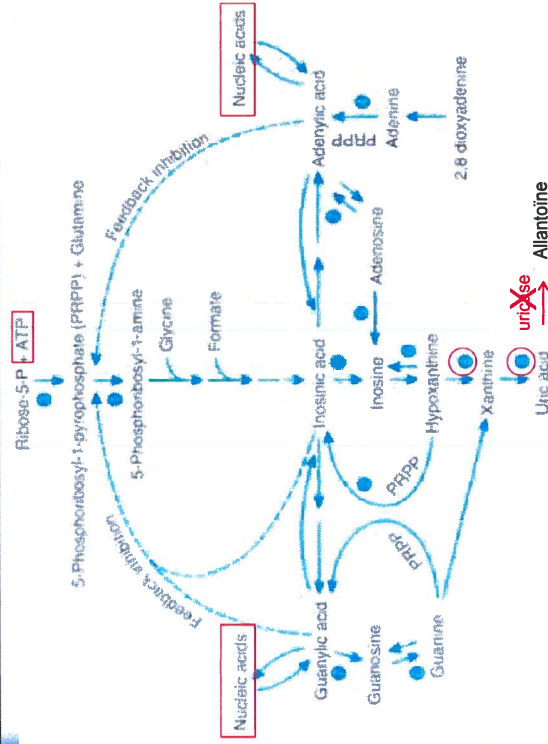 Ribose-5-P + ATP
5-Phosphoribosyl-1-pyrophosphate (PRPP) + Glutamine
Feedback inhibition
Feedback inhibition
5-Phosphoribosyl-1-amine
Glycine
Formate
Nucleic acids
Nucleic acids
Guanylic acid
Inosinic acid
Adenylic acid
PRPP
Guanosine
Inosine
Adenosine
Adenine
PRPP
PRPP
Guanine
Hypoxanthine
2,8 dioxyadenine
Xanthine
Uric acid
uricase
Allantoïne